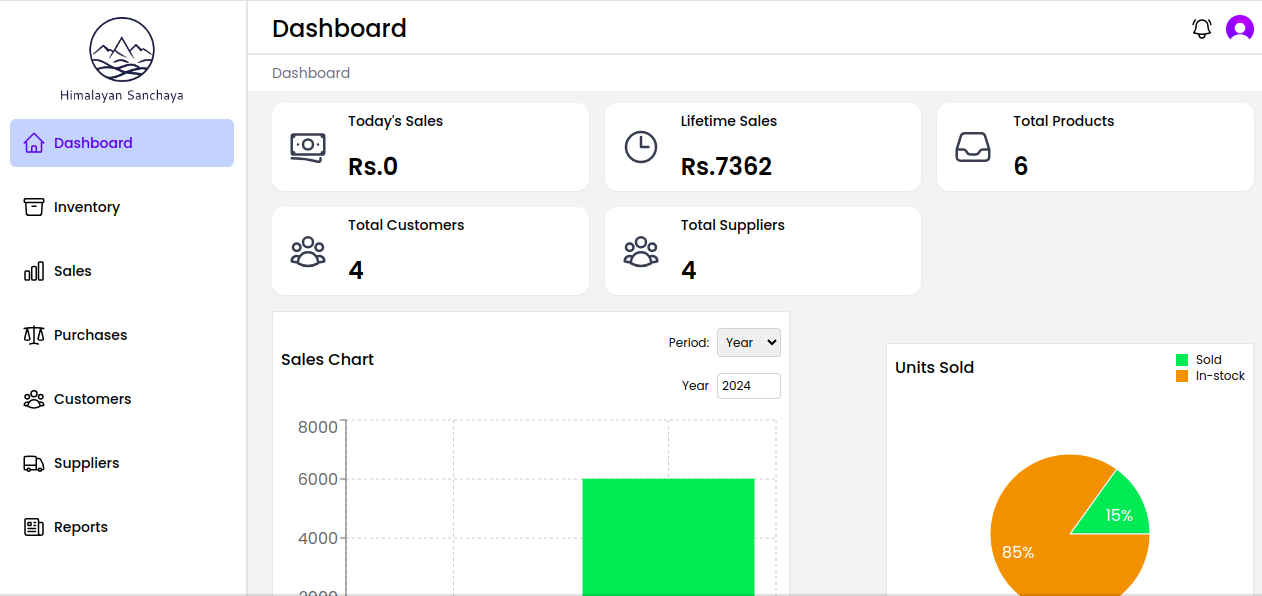 Himalayan Sanchaya
Dashboard
Inventory
Sales
Purchases
Customers
Suppliers
Reports
Dashboard
Dashboard
Today's Sales
Rs.0
Lifetime Sales
Rs.7362
Total Products
6
Total Customers
4
Total Suppliers
4
Sales Chart
Period: Year
Year 2024
8000
6000
4000
2000
Units Sold
Sold
In-stock
15%
85%